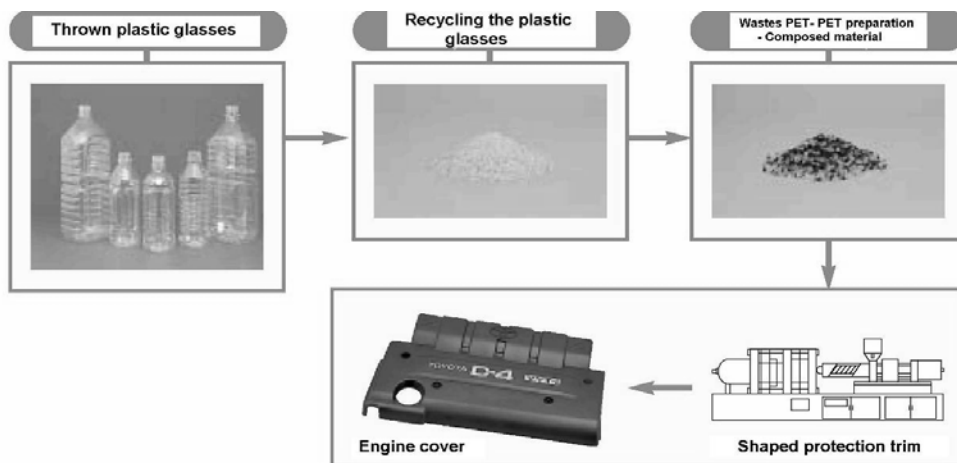 Thrown plastic glasses
Recycling the plastic
glasses
Wastes PET- PET preparation
- Composed material
TOYOTA D-4
Engine cover
Shaped protection trim